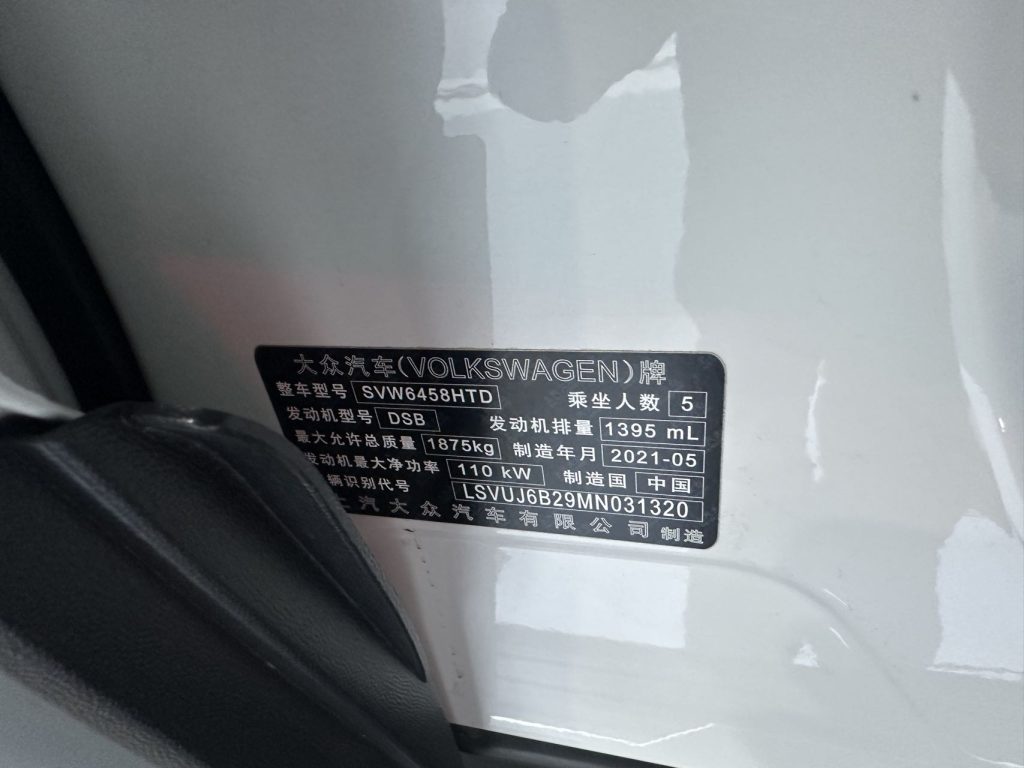 大众汽车(VOLKSWAGEN)牌
整车型号 SVW6458HTD 乘坐人数 5
发动机型号 DSB 发动机排量 1395 mL
最大允许总质量 1875kg 制造年月 2021-05
发动机最大净功率 110 kW 制造国 中国
辆识别代号 LSVUJ6B29MN031320
汽大众汽车有限公司 制造